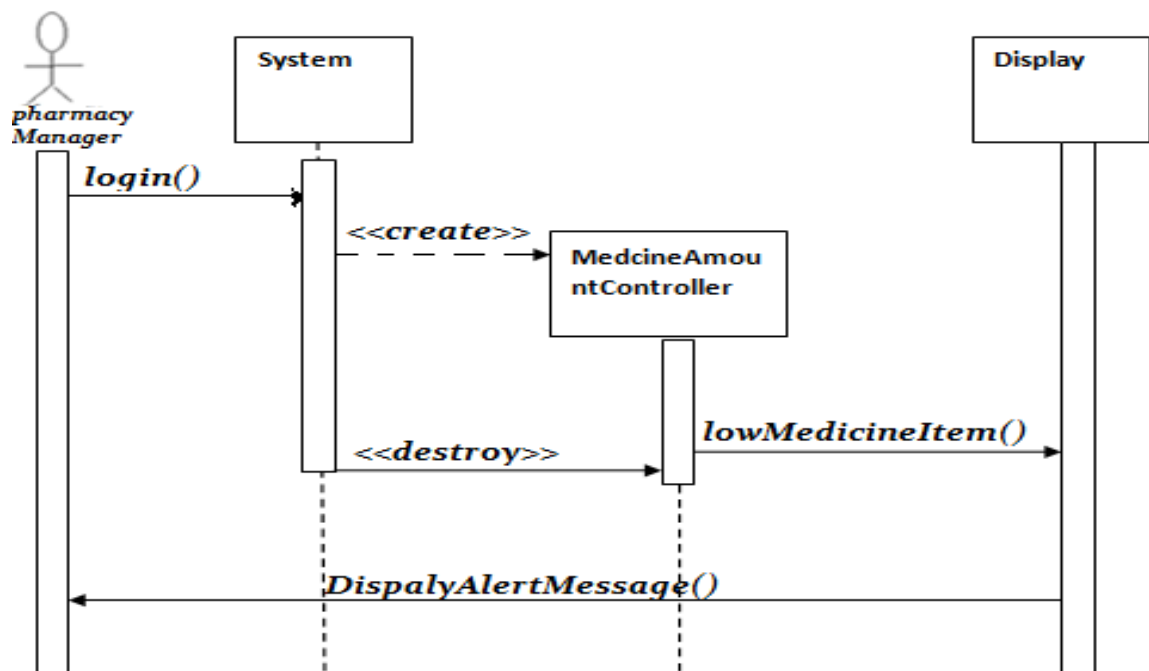 System
Display
pharmacy
Manager
login()
<<create>>
MedcineAmou
ntController
lowMedicineItem()
<<destroy>>
DispalyAlertMessage()